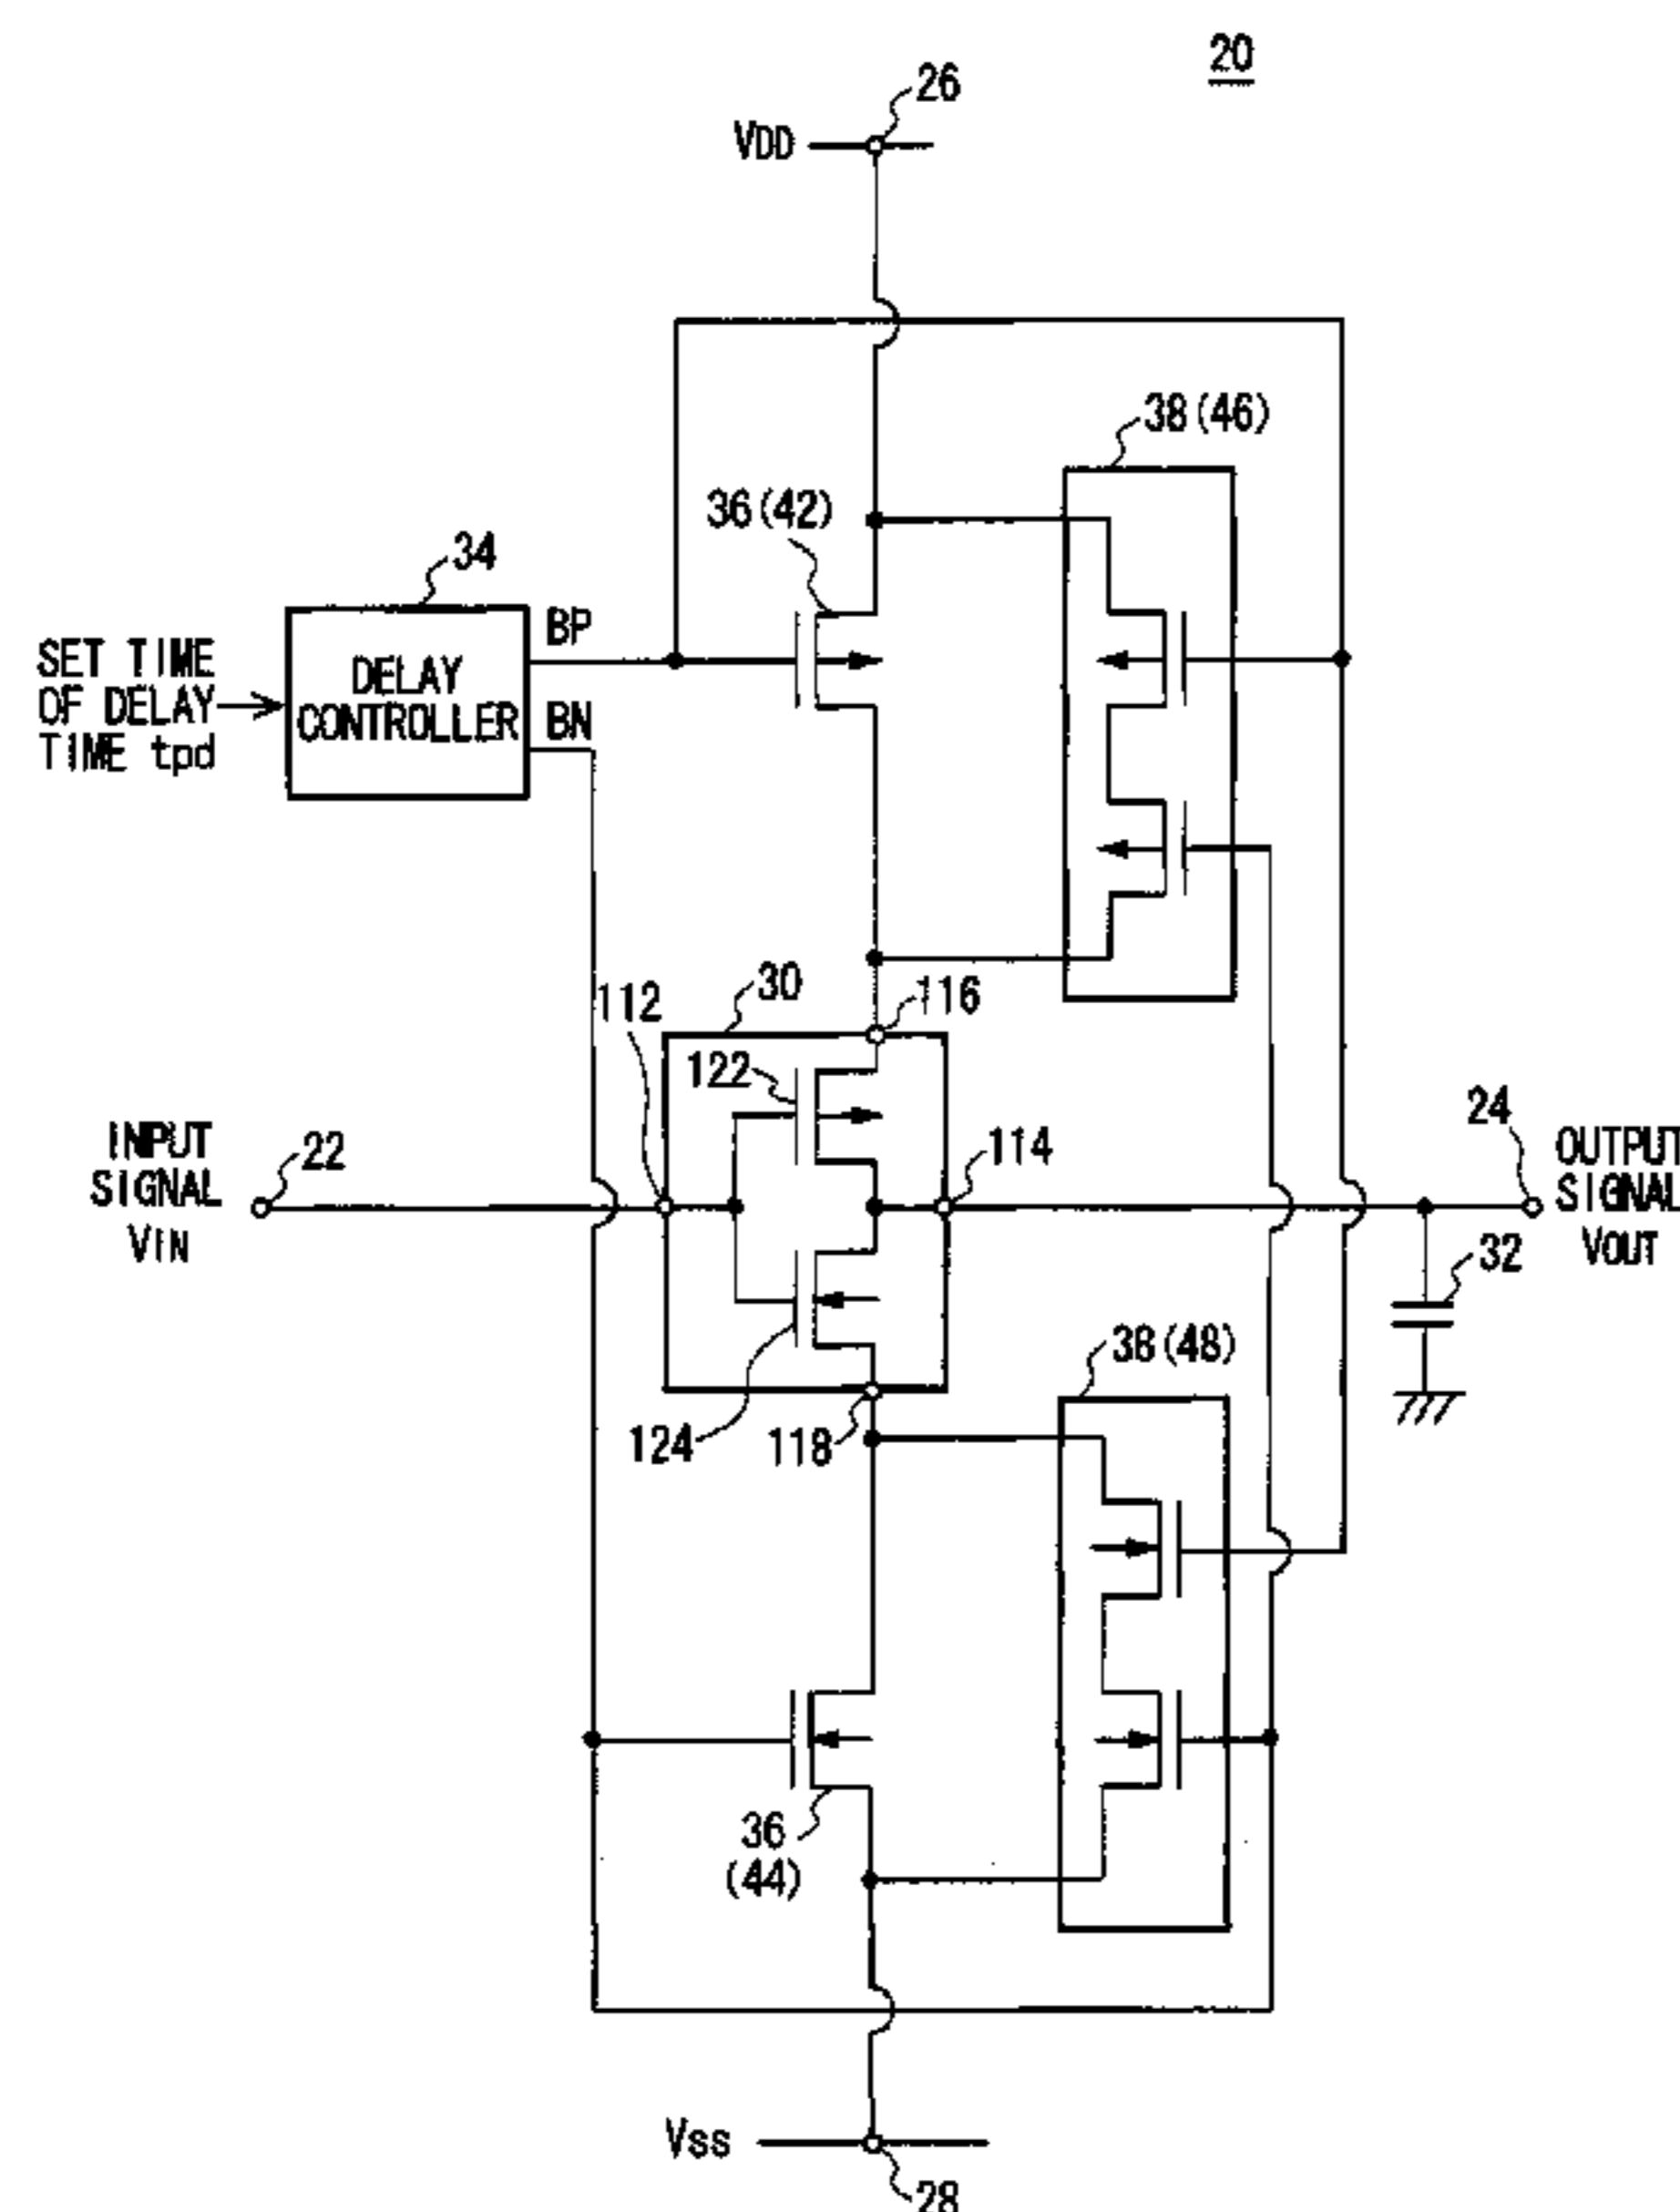 20
26
VDD
38(46)
36(42)
34
BP
SET TIME
OF DELAY
TIME tpd
DELAY
CONTROLLER
BN
30
116
112
122
24
INPUT
SIGNAL
VIN
22
114
OUTPUT
SIGNAL
VOUT
32
38(48)
124
118
36
(44)
Vss
28